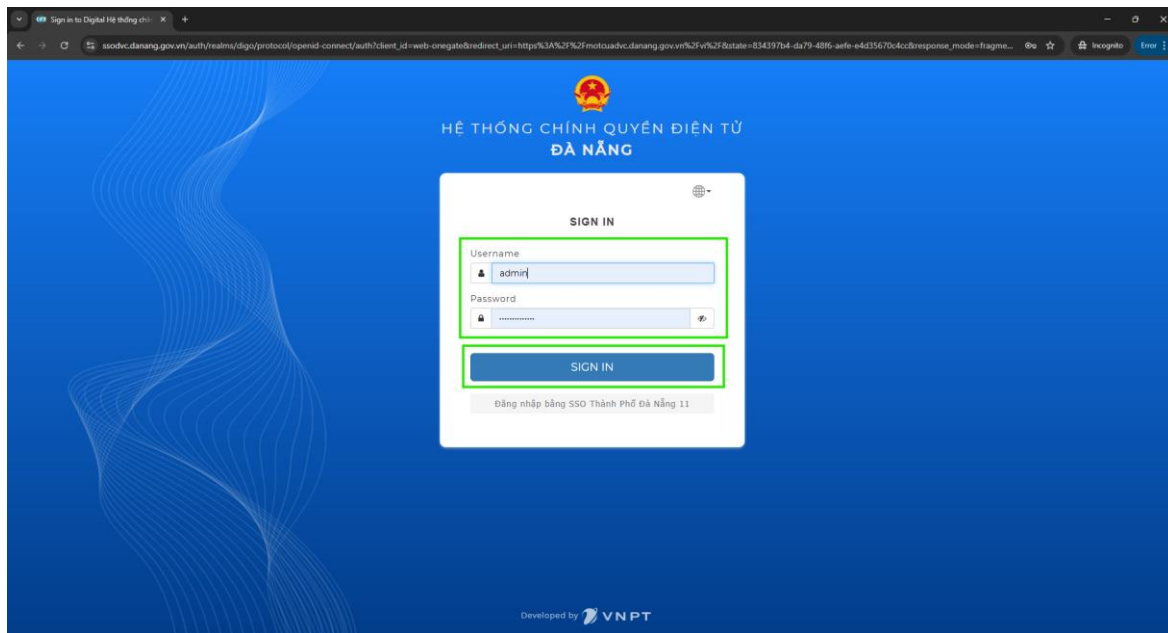 Sign in to Digital Hệ thống chí
ssodvc.danang.gov.vn/auth/realms/digo/protocol/openid-connect/auth?client_id=web-onegate&redirect_uri=https%3A%2F%2Fmotcuadvc.danang.gov.vn%2Fvi%2F&state=834397b4-da79-48f6-aefe-e4d35670c4cc&response_mode=fragme...
Incognito
Error
HỆ THỐNG CHÍNH QUYỀN ĐIỆN TỬ
ĐÀ NẴNG
SIGN IN
Username
admin
Password
SIGN IN
Đăng nhập bằng SSO Thành Phố Đà Nẵng 11
Developed by VNPT